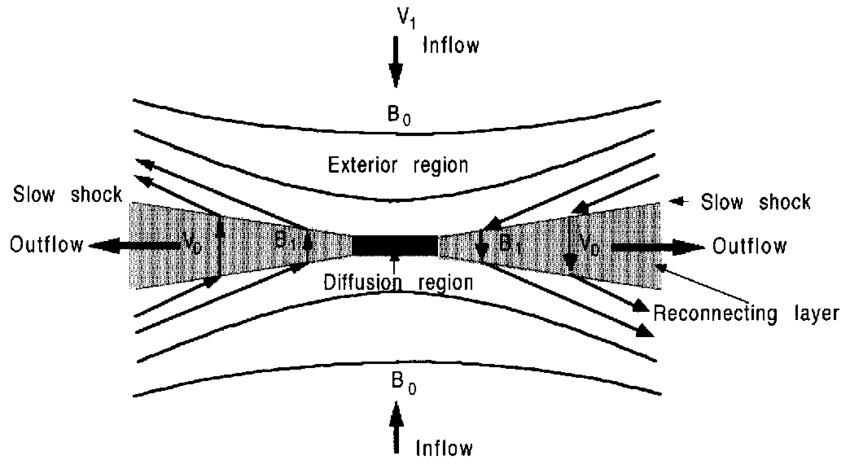 V1
Inflow
B0
Exterior region
Slow shock
Slow shock
Outflow
V0
B1
B1
V0
Outflow
Diffusion region
Reconnecting layer
B0
Inflow